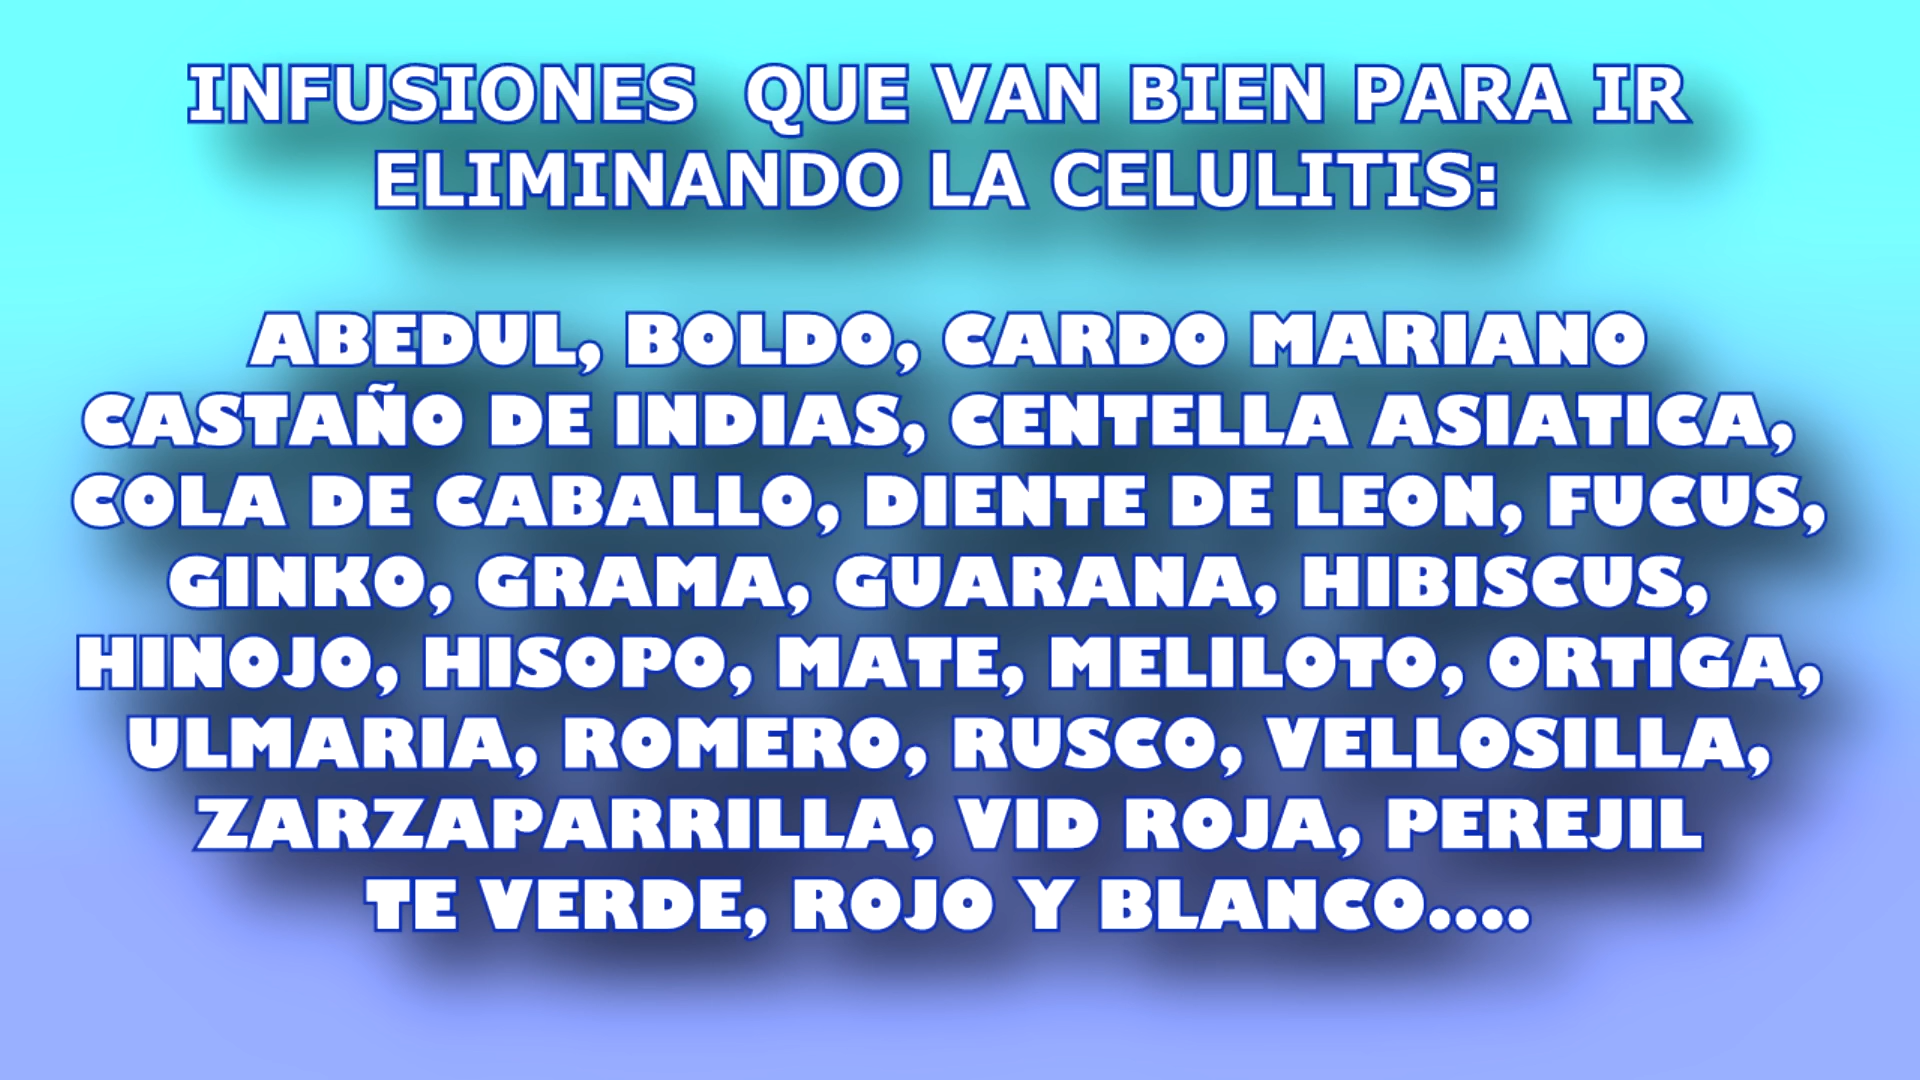 INFUSIONES QUE VAN BIEN PARA IR
ELIMINANDO LA CELULITIS:
ABEDUL, BOLDO, CARDO MARIANO
CASTAÑO DE INDIAS, CENTELLA ASIATICA,
COLA DE CABALLO, DIENTE DE LEON, FUCUS,
GINKO, GRAMA, GUARANA, HIBISCUS,
HINOJO, HISOPO, MATE, MELILOTO, ORTIGA,
ULMARIA, ROMERO, RUSCO, VELLOSILLA,
ZARZAPARRILLA, VID ROJA, PEREJIL
TE VERDE, ROJO Y BLANCO....